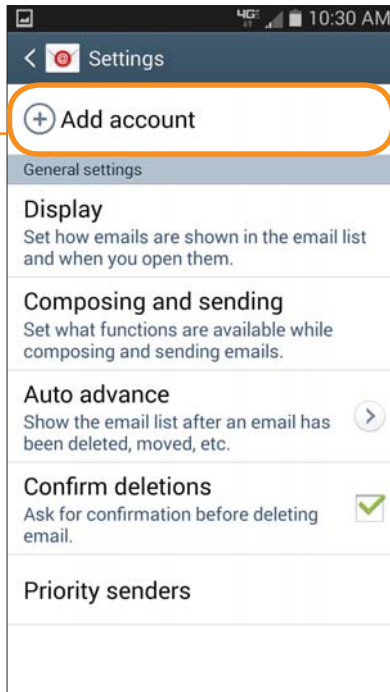 4G 10:30 AM
Settings
Add account
General settings
Display
Set how emails are shown in the email list
and when you open them.
Composing and sending
Set what functions are available while
composing and sending emails.
Auto advance
Show the email list after an email has
been deleted, moved, etc.
Confirm deletions
Ask for confirmation before deleting
email.
Priority senders